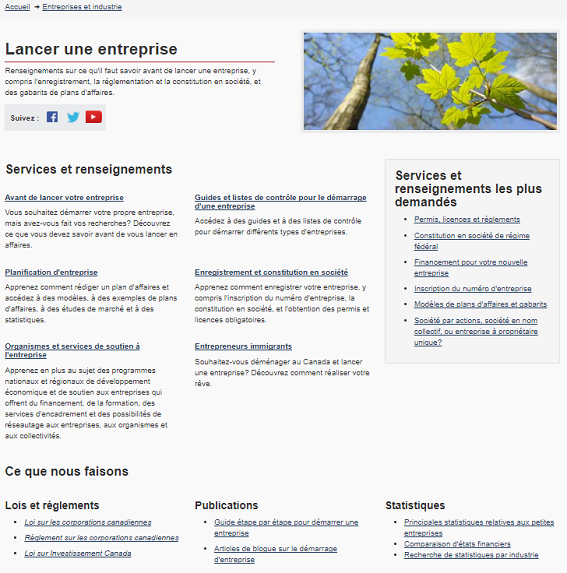 Accueil ➔ Entreprises et industrie
Lancer une entreprise
Renseignements sur ce qu'il faut savoir avant de lancer une entreprise, y
compris l'enregistrement, la réglementation et la constitution en société, et
des gabarits de plans d'affaires.
Suivez :
Services et renseignements
Avant de lancer votre entreprise
Vous souhaitez démarrer votre propre entreprise,
mais avez-vous fait vos recherches? Découvrez
ce que vous devez savoir avant de vous lancer en
affaires.
Guides et listes de contrôle pour le démarrage
d'une entreprise
Accédez à des guides et à des listes de contrôle
pour démarrer différents types d'entreprises.
Planification d'entreprise
Apprenez comment rédiger un plan d'affaires et
accédez à des modèles, à des exemples de plans
d'affaires, à des études de marché et à des
statistiques.
Enregistrement et constitution en société
Apprenez comment enregistrer votre entreprise, y
compris l'inscription du numéro d'entreprise, la
constitution en société, et l'obtention des permis et
licences obligatoires.
Organismes et services de soutien à
l'entreprise
Apprenez en plus au sujet des programmes
nationaux et régionaux de développement
économique et de soutien aux entreprises qui
offrent du financement, de la formation, des
services d'encadrement et des possibilités de
réseautage aux entreprises, aux organismes et
aux collectivités.
Entrepreneurs immigrants
Souhaitez-vous déménager au Canada et lancer
une entreprise? Découvrez comment réaliser votre
rêve.
Services et
renseignements les plus
demandés
Permis, licences et règlements
Constitution en société de régime
fédéral
Financement pour votre nouvelle
entreprise
Inscription du numéro d'entreprise
Modèles de plans d'affaires et gabarits
Société par actions, société en nom
collectif, ou entreprise à propriétaire
unique?
Ce que nous faisons
Lois et règlements
Loi sur les corporations canadiennes
Règlement sur les corporations canadiennes
Loi sur Investissement Canada
Publications
Guide étape par étape pour démarrer une
entreprise
Articles de blogue sur le démarrage
d'entreprise
Statistiques
Principales statistiques relatives aux petites
entreprises
Comparaison d'états financiers
Recherche de statistiques par industrie